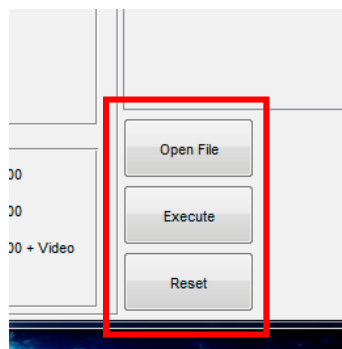 Open File
00
00
Execute
00 + Video
Reset